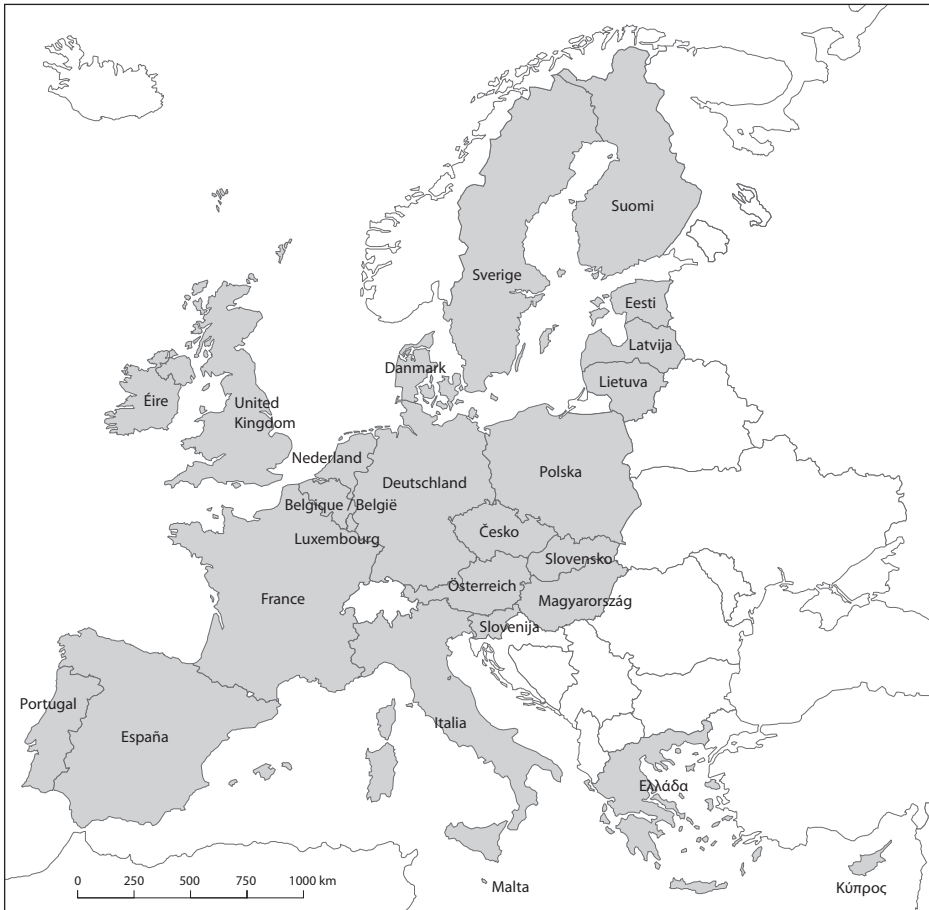 Suomi
Sverige
Eesti
Latvija
Danmark
Lietuva
Éire
United
Kingdom
Nederland
Polska
Deutschland
Belgique / België
Česko
Luxembourg
Slovensko
Österreich
France
Magyarország
Slovenija
Portugal
Italia
España
Ελλάδα
0 250 500 750 1000 km
Malta
Κύπρος